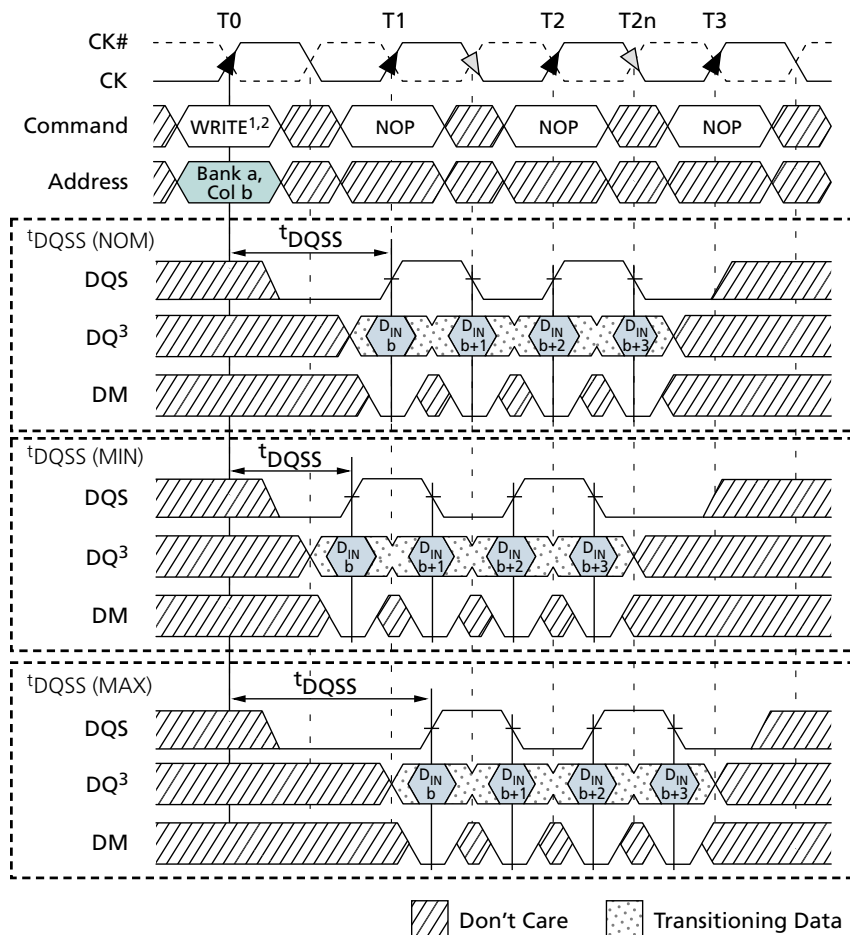 T0 T1 T2 T2n T3
CK#
CK
Command WRITE1,2 NOP NOP NOP
Address Bank a,
Col b
tDQSS (NOM) tDQSS
DQS
DQ3 DIN DIN DIN DIN
b b+1 b+2 b+3
DM
tDQSS (MIN) tDQSS
DQS
DQ3 DIN DIN DIN DIN
b b+1 b+2 b+3
DM
tDQSS (MAX) tDQSS
DQS
DQ3 DIN DIN DIN DIN
b b+1 b+2 b+3
DM
Don't Care Transitioning Data